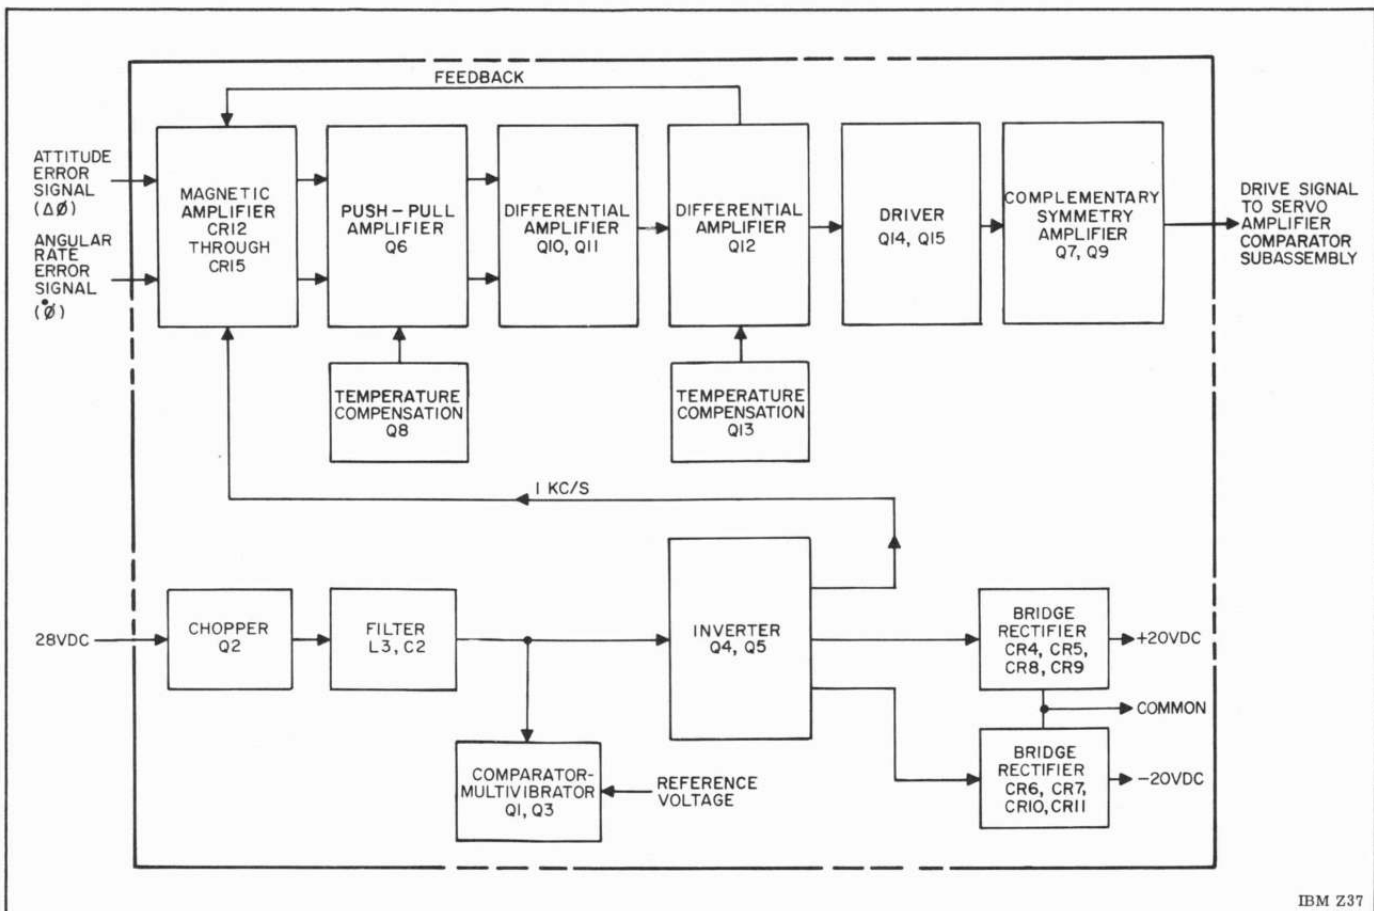 FEEDBACK
ATTITUDE
ERROR
SIGNAL
(ΔØ)
ANGULAR
RATE
ERROR
SIGNAL
(Ø̇)
MAGNETIC
AMPLIFIER
CR12
THROUGH
CR15
PUSH-PULL
AMPLIFIER
Q6
DIFFERENTIAL
AMPLIFIER
Q10, Q11
DIFFERENTIAL
AMPLIFIER
Q12
DRIVER
Q14, Q15
COMPLEMENTARY
SYMMETRY
AMPLIFIER
Q7, Q9
DRIVE SIGNAL
TO SERVO
AMPLIFIER
COMPARATOR
SUBASSEMBLY
TEMPERATURE
COMPENSATION
Q8
TEMPERATURE
COMPENSATION
Q13
1 KC/S
28VDC
CHOPPER
Q2
FILTER
L3, C2
INVERTER
Q4, Q5
BRIDGE
RECTIFIER
CR4, CR5,
CR8, CR9
+20VDC
COMMON
COMPARATOR-
MULTIVIBRATOR
Q1, Q3
REFERENCE
VOLTAGE
BRIDGE
RECTIFIER
CR6, CR7,
CR10, CR11
-20VDC
IBM Z37